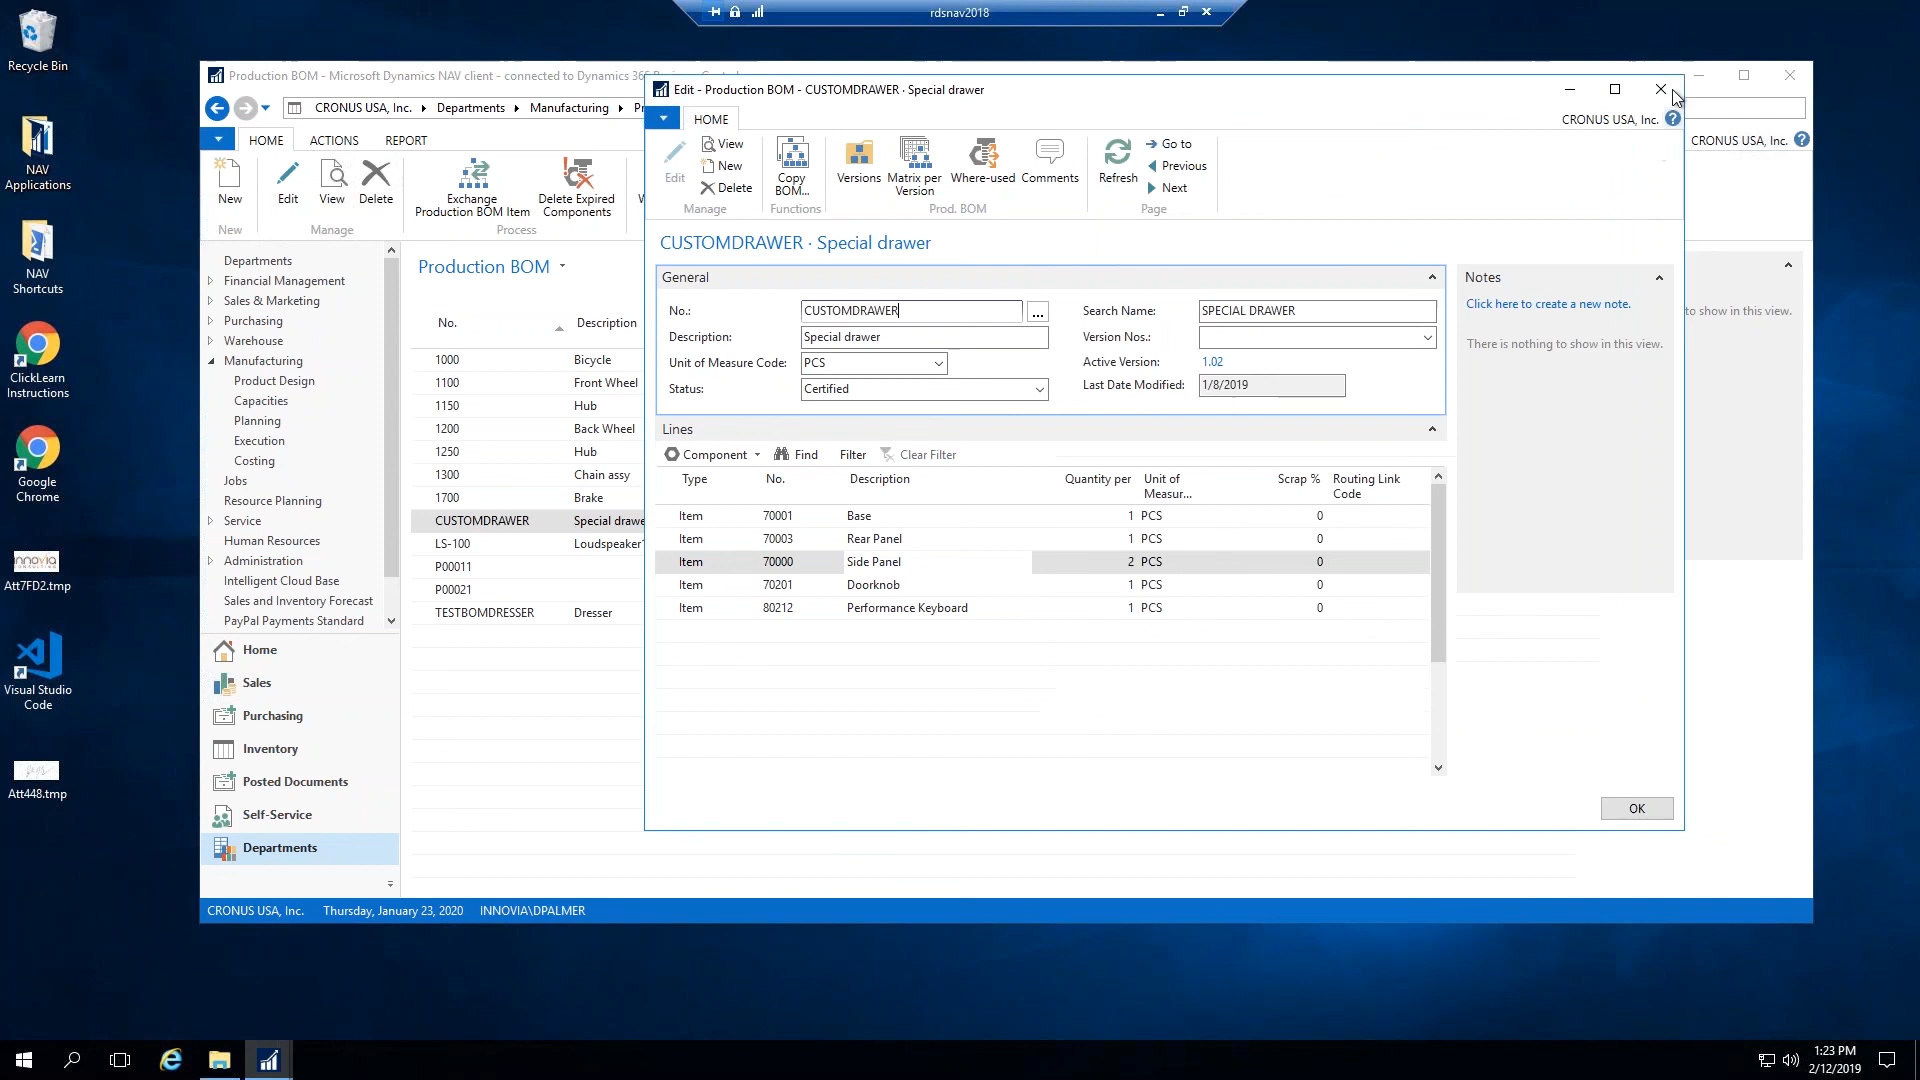 rdsnav2018
Recycle Bin
NAV
Applications
NAV
Shortcuts
ClickLearn
Instructions
Google
Chrome
innovia
CONSULTING
Att7FD2.tmp
Visual Studio
Code
Att448.tmp
Production BOM - Microsoft Dynamics NAV client - connected to Dynamics 365
CRONUS USA, Inc. Departments Manufacturing
HOME ACTIONS REPORT
CRONUS USA, Inc.
New
Edit
View
Delete
Exchange
Production BOM Item
Delete Expired
Components
New
Manage
Process
Departments
Financial Management
Sales & Marketing
Purchasing
Warehouse
Manufacturing
Product Design
Capacities
Planning
Execution
Costing
Jobs
Resource Planning
Service
Human Resources
Administration
Intelligent Cloud Base
Sales and Inventory Forecast
PayPal Payments Standard
Home
Sales
Purchasing
Inventory
Posted Documents
Self-Service
Departments
Production BOM
No. Description
1000 Bicycle
1100 Front Wheel
1150 Hub
1200 Back Wheel
1250 Hub
1300 Chain assy
1700 Brake
CUSTOMDRAWER Special drawe
LS-100 Loudspeaker
P00011
P00021
TESTBOMDRESSER Dresser
to show in this view.
Edit - Production BOM - CUSTOMDRAWER · Special drawer
HOME
CRONUS USA, Inc.
Edit
View
New
Delete
Copy
BOM...
Versions
Matrix per
Version
Where-used
Comments
Refresh
Go to
Previous
Next
Manage
Functions
Prod. BOM
Page
CUSTOMDRAWER · Special drawer
General
No.: CUSTOMDRAWER ...
Description: Special drawer
Unit of Measure Code: PCS
Status: Certified
Search Name: SPECIAL DRAWER
Version Nos.:
Active Version: 1.02
Last Date Modified: 1/8/2019
Notes
Click here to create a new note.
There is nothing to show in this view.
Lines
Component Find Filter Clear Filter
Type No. Description Quantity per Unit of Measur... Scrap % Routing Link Code
Item 70001 Base 1 PCS 0
Item 70003 Rear Panel 1 PCS 0
Item 70000 Side Panel 2 PCS 0
Item 70201 Doorknob 1 PCS 0
Item 80212 Performance Keyboard 1 PCS 0
OK
CRONUS USA, Inc. Thursday, January 23, 2020 INNOVIA\DPALMER
1:23 PM
2/12/2019